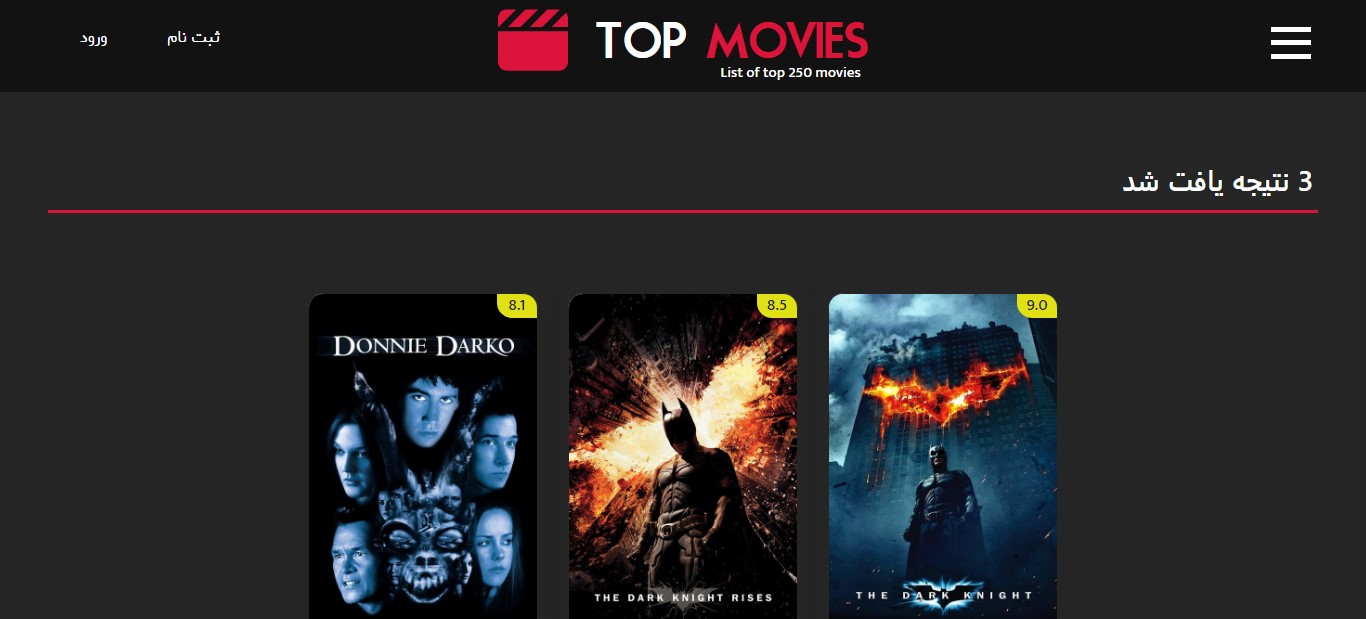 ورود
ثبت نام
TOP MOVIES
List of top 250 movies
3 نتیجه یافت شد
8.1
DONNIE DARKO
8.5
THE DARK KNIGHT RISES
9.0
THE DARK KNIGHT